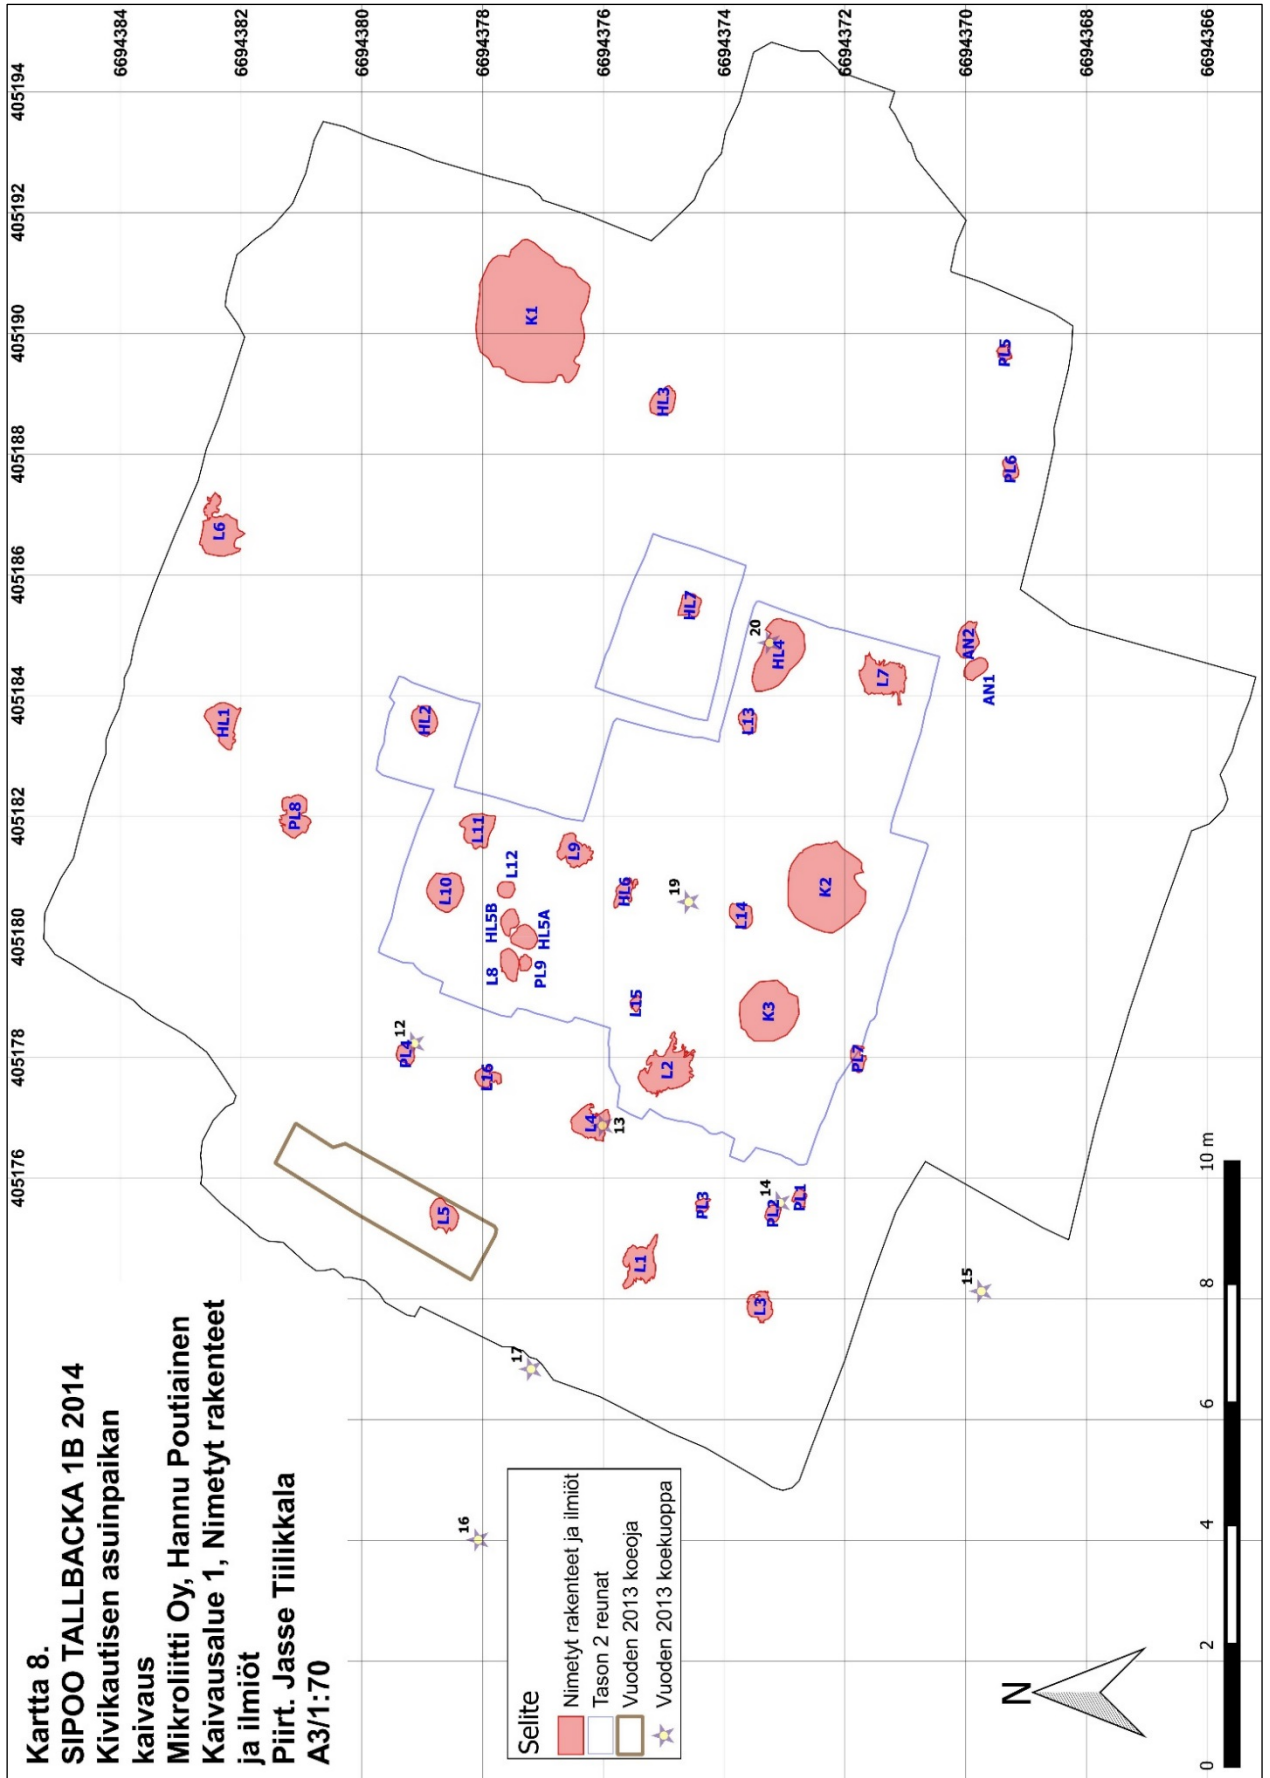 Kartta 8.
SIPOO TALLBACKA 1B 2014
Kivikautisen asuinpaikan
kaivaus
Mikroliitti Oy, Hannu Poutiainen
Kaivausalue 1, Nimetyt rakenteet
ja ilmiöt
Piirt. Jasse Tiilikkala
A3/1:70
405176
405178
405180
405182
405184
405186
405188
405190
405192
405194
6694384
6694382
6694380
6694378
6694376
6694374
6694372
6694370
6694368
6694366
L6
HL1
PL8
K1
HL3
HL2
L11
L10
L12
HL5B
HL5A
L8
PL9
L9
HL6
19
HL7
20
HL4
L13
L7
AN2
AN1
PL5
PL6
L14
K2
K3
L15
L2
PL7
12
PL4
L16
L4
13
L5
PL3
14
PL2
PL1
L1
L3
15
17
16
Selite
Nimetyt rakenteet ja ilmiöt
Tason 2 reunat
Vuoden 2013 koeoja
Vuoden 2013 koekuoppa
N
0
2
4
6
8
10 m